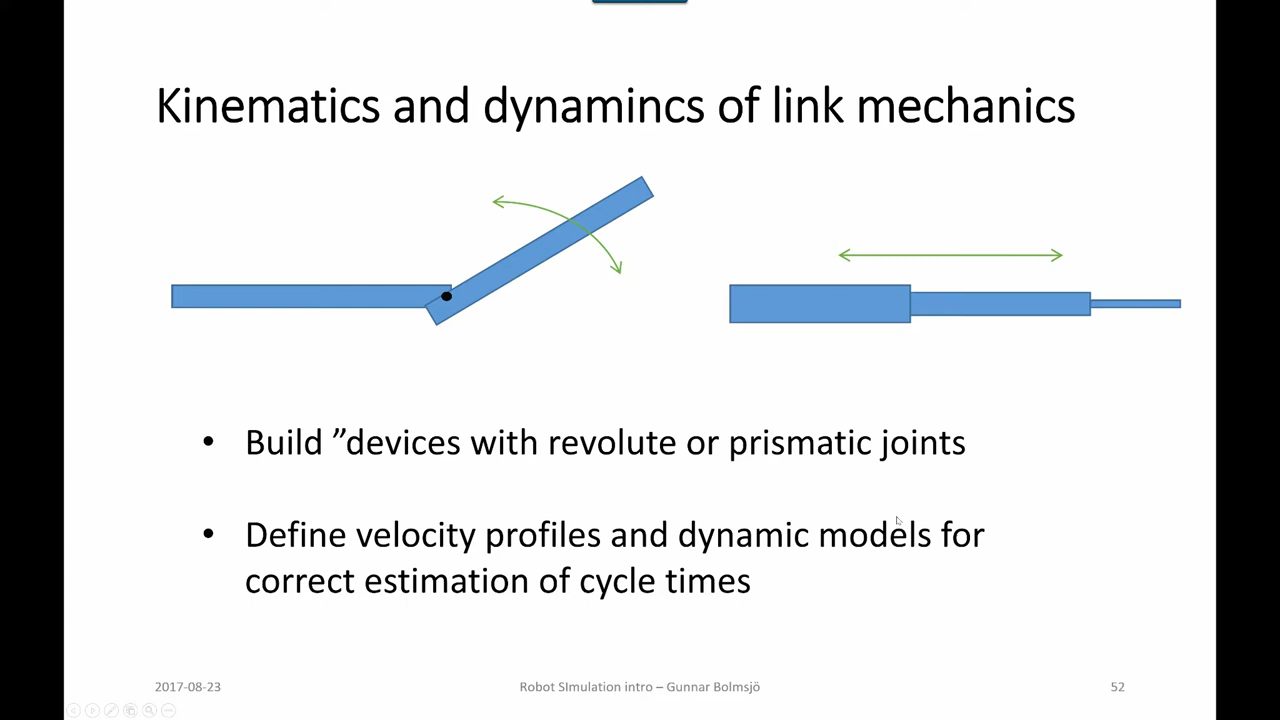 Kinematics and dynamincs of link mechanics
• Build ”devices with revolute or prismatic joints
• Define velocity profiles and dynamic models for
correct estimation of cycle times
2017-08-23
Robot SImulation intro – Gunnar Bolmsjö
52